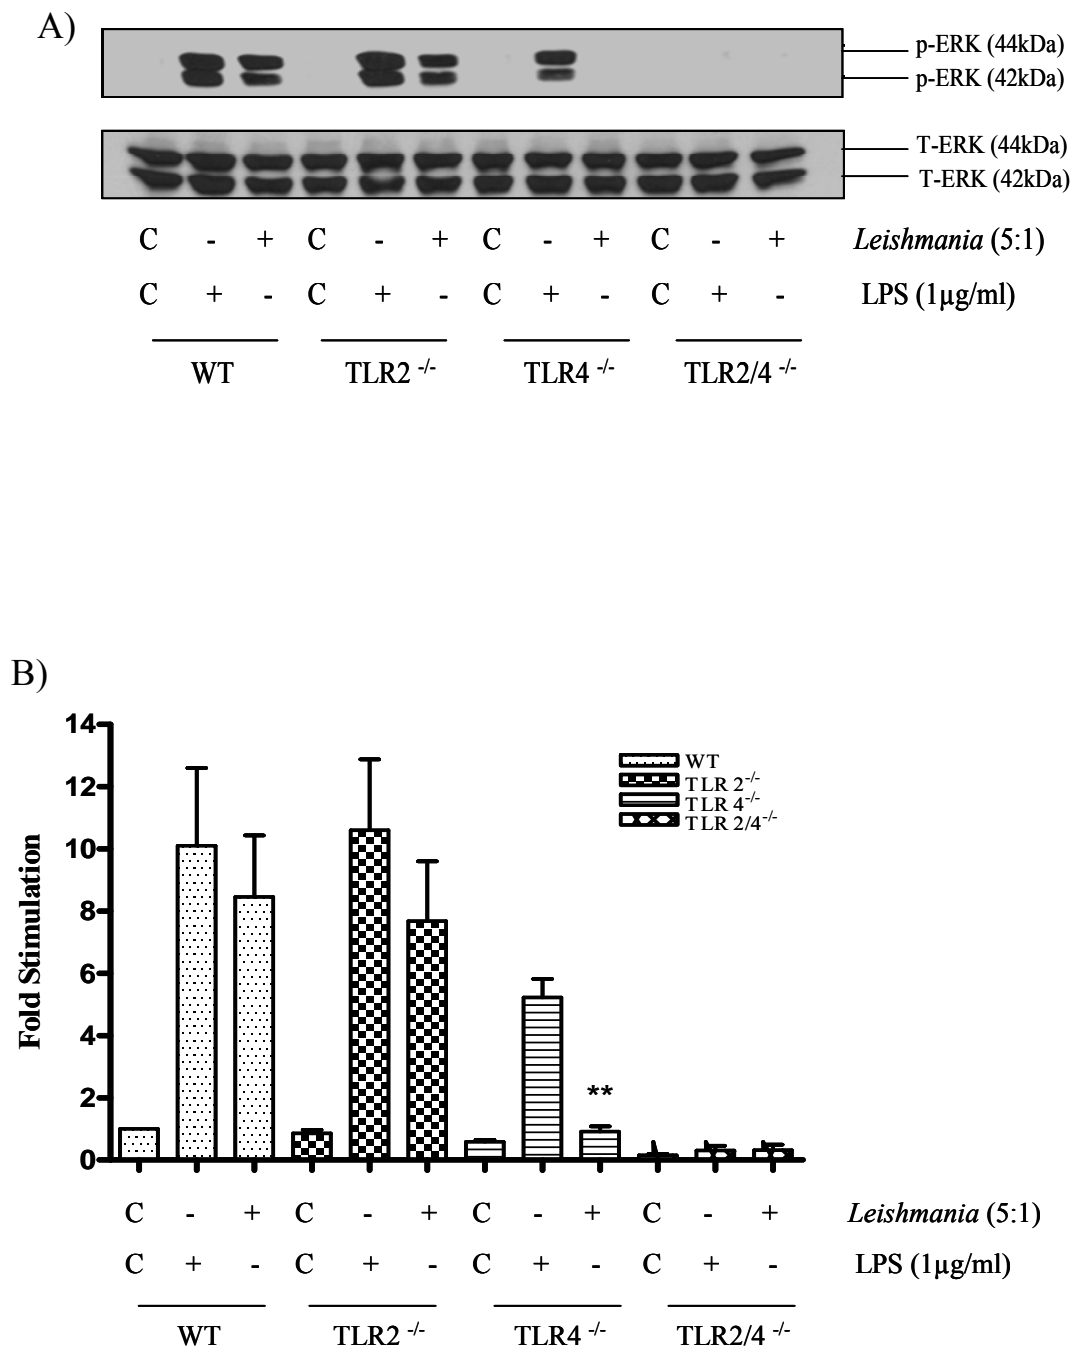 A)
p-ERK (44kDa)
p-ERK (42kDa)
T-ERK (44kDa)
T-ERK (42kDa)
C - + C - + C - + C - + Leishmania (5:1)
C + - C + - C + - C + - LPS (1µg/ml)
WT TLR2 -/- TLR4 -/- TLR2/4 -/-
B)
14
12
10
8
6
4
2
0
Fold Stimulation
WT
TLR 2-/-
TLR 4-/-
TLR 2/4-/-
**
C - + C - + C - + C - + Leishmania (5:1)
C + - C + - C + - C + - LPS (1µg/ml)
WT TLR2 -/- TLR4 -/- TLR2/4 -/-